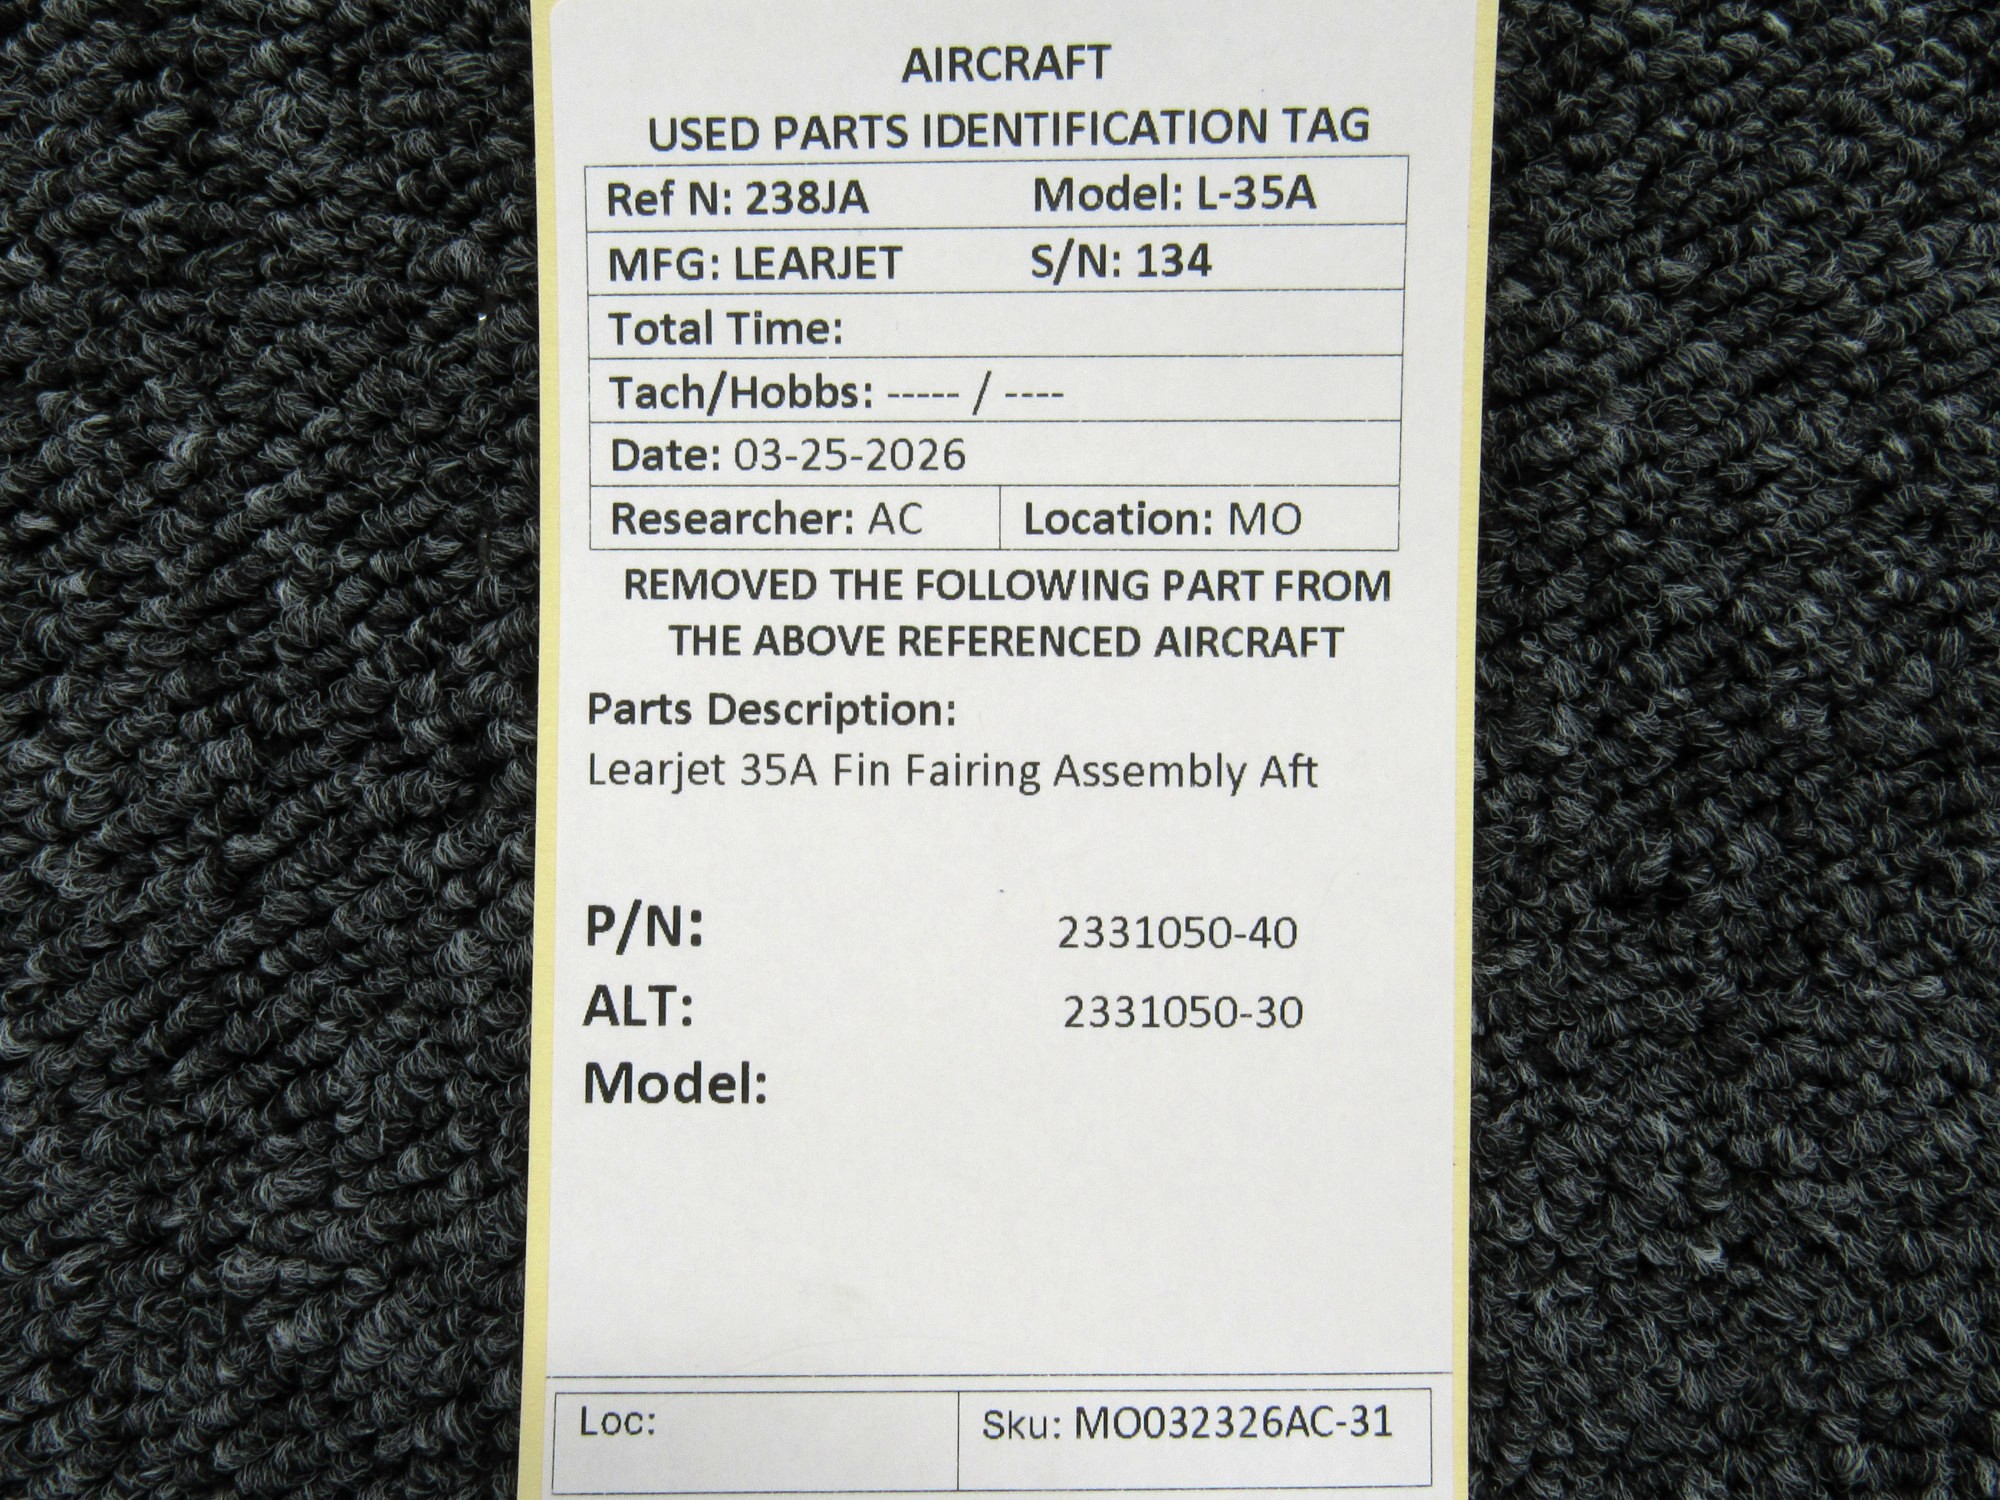 AIRCRAFT
USED PARTS IDENTIFICATION TAG
Ref N: 238JA Model: L-35A
MFG: LEARJET S/N: 134
Total Time:
Tach/Hobbs: ----- / ----
Date: 03-25-2026
Researcher: AC Location: MO
REMOVED THE FOLLOWING PART FROM
THE ABOVE REFERENCED AIRCRAFT
Parts Description:
Learjet 35A Fin Fairing Assembly Aft
P/N: 2331050-40
ALT: 2331050-30
Model:
Loc: Sku: MO032326AC-31